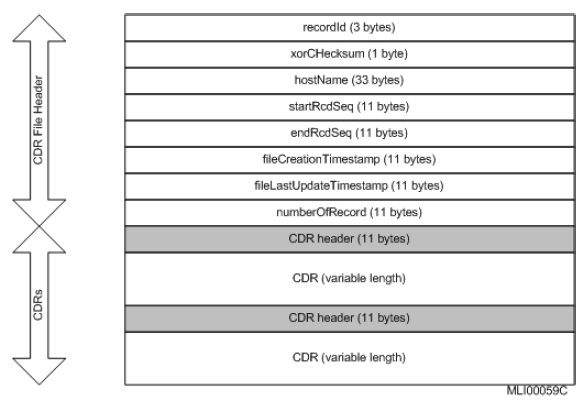 recordId (3 bytes)
xorCHecksum (1 byte)
hostName (33 bytes)
startRcdSeq (11 bytes)
endRcdSeq (11 bytes)
fileCreationTimestamp (11 bytes)
fileLastUpdateTimestamp (11 bytes)
numberOfRecord (11 bytes)
CDR File Header
CDR header (11 bytes)
CDR (variable length)
CDR header (11 bytes)
CDR (variable length)
CDRs
MLI00059C